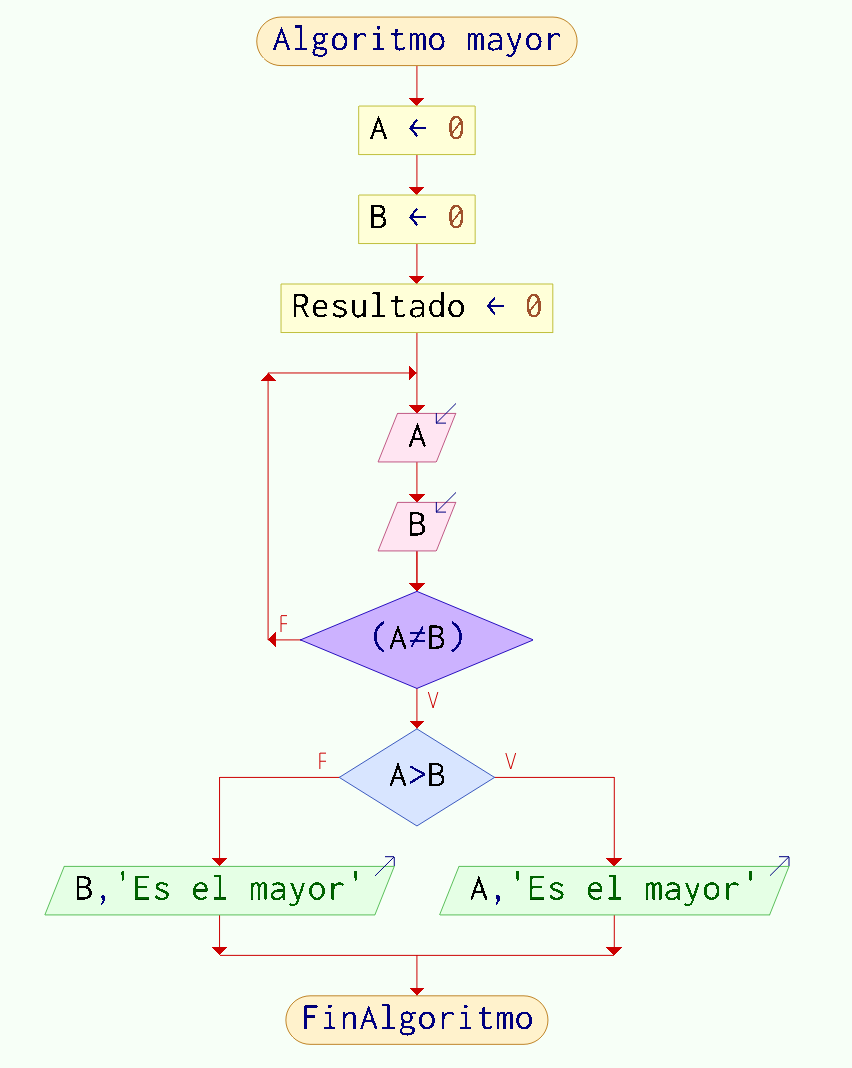 Algoritmo mayor
A ← 0
B ← 0
Resultado ← 0
A
B
F
(A≠B)
V
F
A>B
V
B,'Es el mayor'
A,'Es el mayor'
FinAlgoritmo